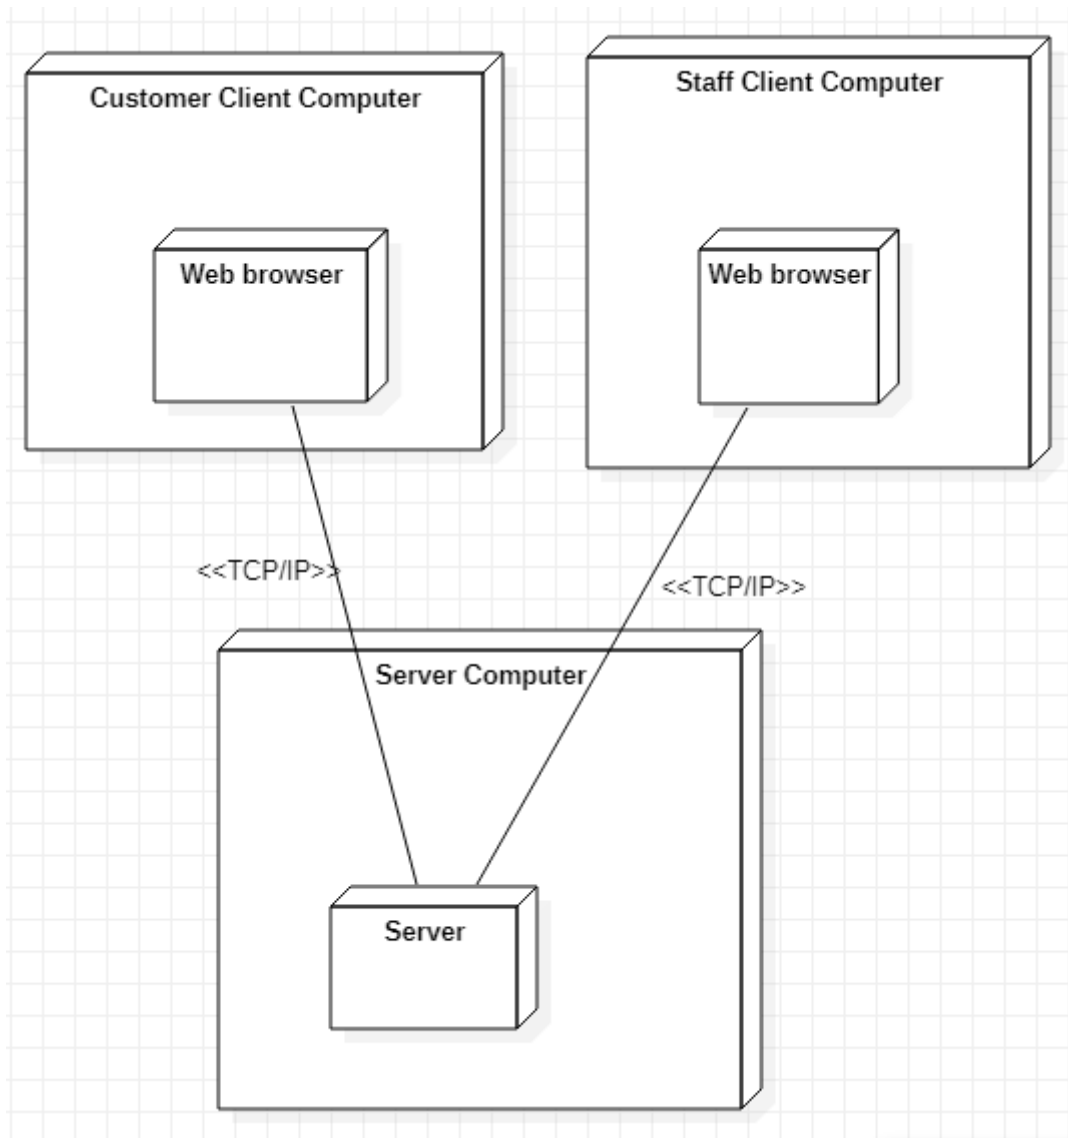 Customer Client Computer
Staff Client Computer
Web browser
Web browser
<<TCP/IP>>
<<TCP/IP>>
Server Computer
Server